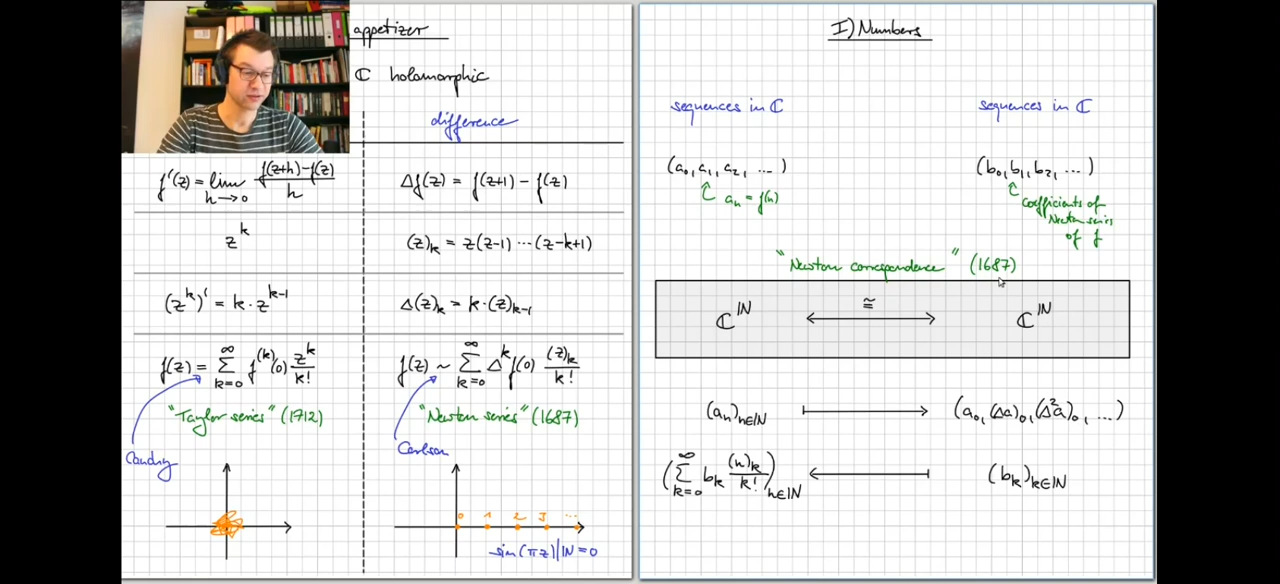 appetizer
ℂ holomorphic
difference
f'(z) = lim_{h→0} (f(z+h)-f(z))/h
Δf(z) = f(z+1) - f(z)
z^k
(z)_k = z(z-1) ⋯ (z-k+1)
(z^k)' = k · z^{k-1}
Δ(z)_k = k · (z)_{k-1}
f(z) = ∑_{k=0}^∞ f^{(k)}(0) z^k/k!
f(z) ~ ∑_{k=0}^∞ Δ^k f(0) (z)_k/k!
"Taylor series" (1712)
"Newton series" (1687)
Cauchy
Carlson
0 1 2 3 ...
sin(πz)|ℕ = 0
I) Numbers
sequences in ℂ
sequences in ℂ
(a_0, a_1, a_2, ...)
(b_0, b_1, b_2, ...)
a_n = f(n)
coefficients of
Newton series
of f
"Newton correspondence" (1687)
ℂ^ℕ ≅ ⟷ ℂ^ℕ
(a_n)_{n∈ℕ} ⟼ (a_0, (Δa)_0, (Δ²a)_0, ...)
(∑_{k=0}^∞ b_k (n)_k/k!)_{n∈ℕ} ⟻ (b_k)_{k∈ℕ}